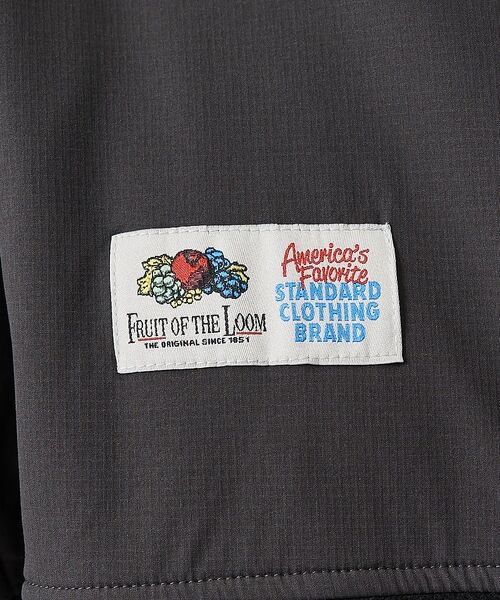 FRUIT OF THE LOOM
THE ORIGINAL SINCE 1851
America's
Favorite
STANDARD
CLOTHING
BRAND